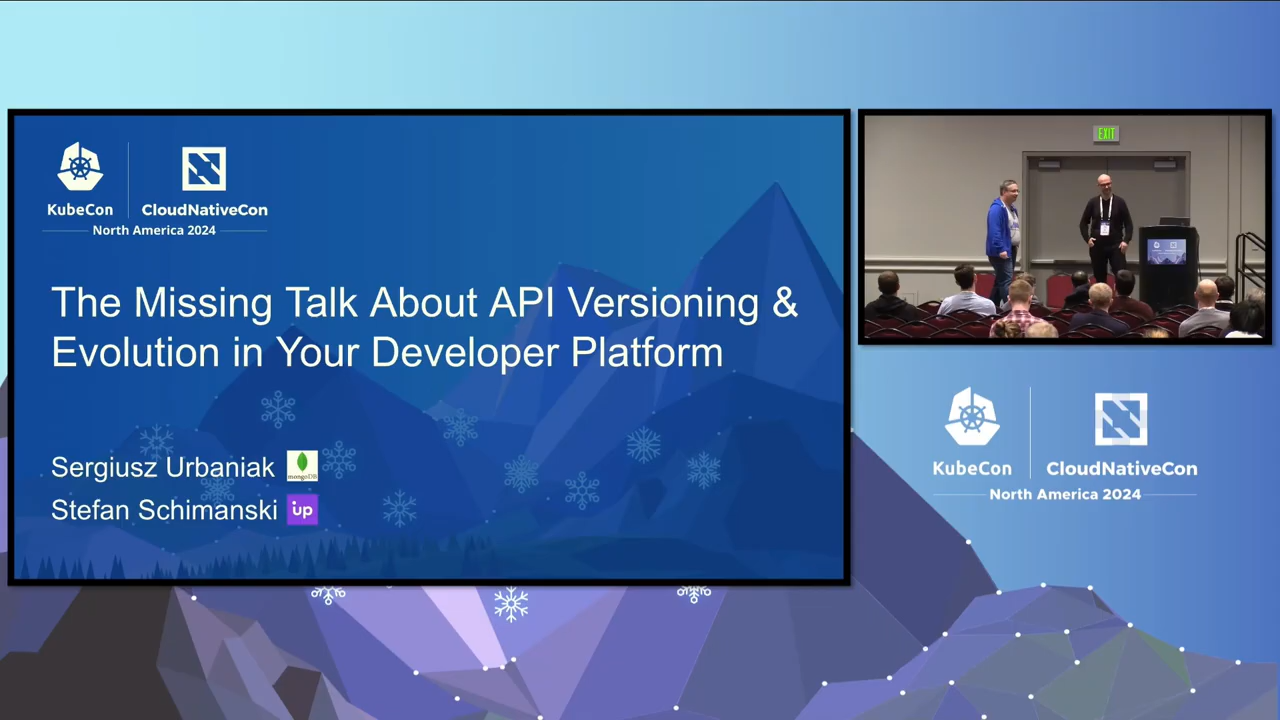 KubeCon
CloudNativeCon
North America 2024
The Missing Talk About API Versioning &
Evolution in Your Developer Platform
Sergiusz Urbaniak
mongoDB
Stefan Schimanski
up
EXIT
KubeCon
CloudNativeCon
North America 2024